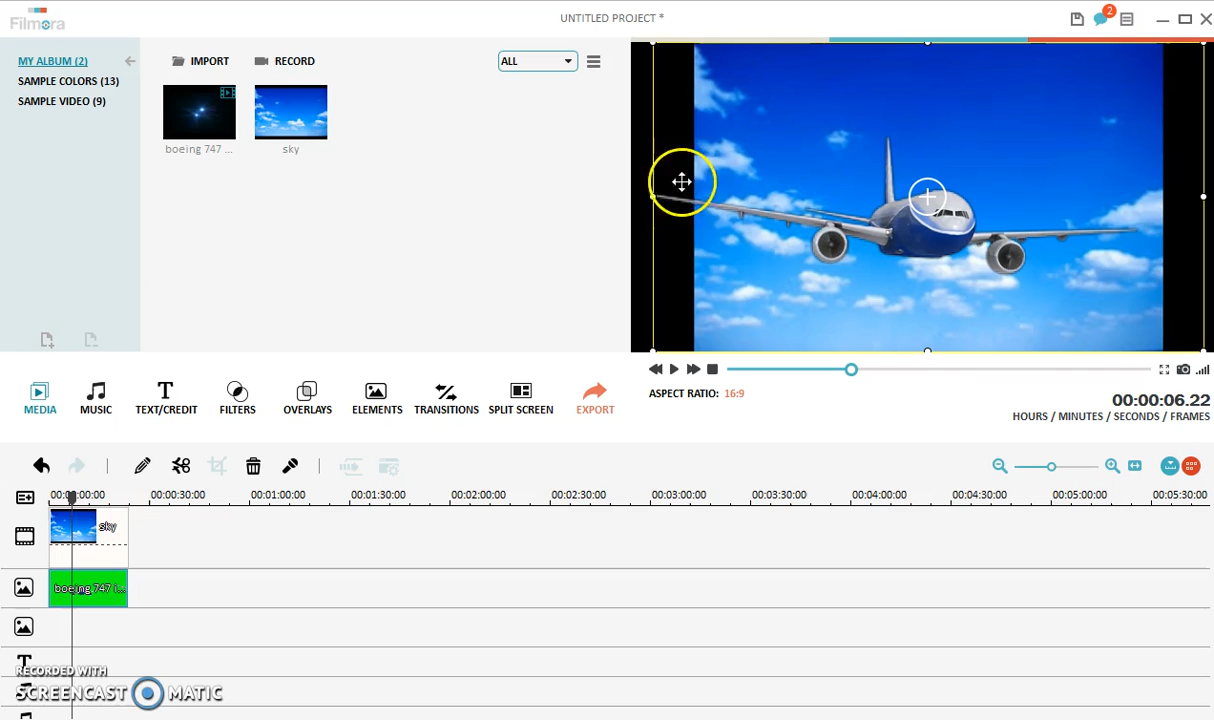 Filmora
UNTITLED PROJECT *
2
MY ALBUM (2)
SAMPLE COLORS (13)
SAMPLE VIDEO (9)
IMPORT
RECORD
ALL
boeing 747 ...
sky
MEDIA
MUSIC
TEXT/CREDIT
FILTERS
OVERLAYS
ELEMENTS
TRANSITIONS
SPLIT SCREEN
EXPORT
ASPECT RATIO: 16:9
00:00:06.22
HOURS / MINUTES / SECONDS / FRAMES
00:00:00:00 00:00:30:00 00:01:00:00 00:01:30:00 00:02:00:00 00:02:30:00 00:03:00:00 00:03:30:00 00:04:00:00 00:04:30:00 00:05:00:00 00:05:30:00
sky
boeing 747 i...
T
RECORDED WITH
SCREENCAST MATIC